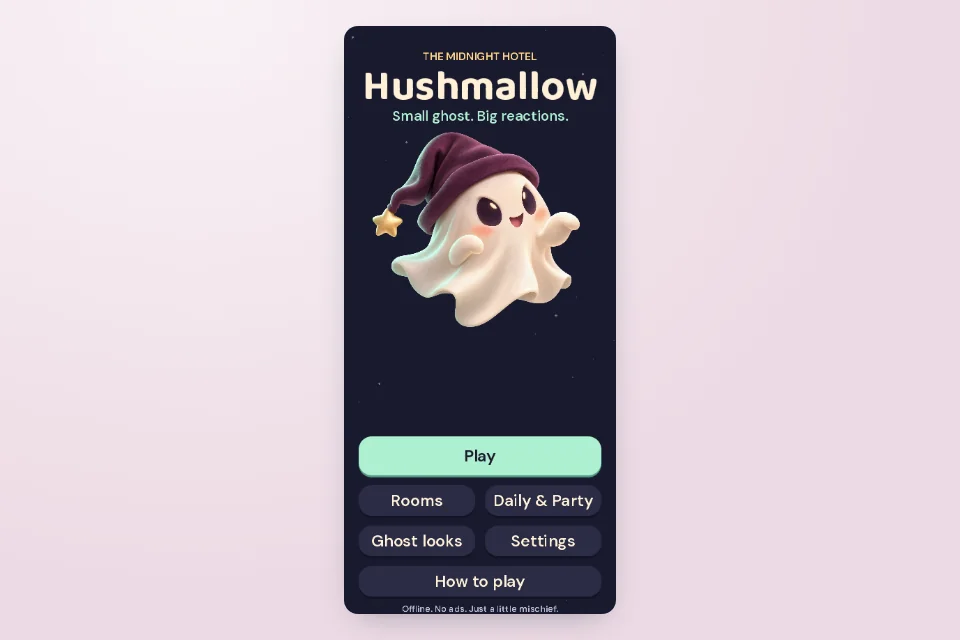 THE MIDNIGHT HOTEL
Hushmallow
Small ghost. Big reactions.
Play
Rooms
Daily & Party
Ghost looks
Settings
How to play
Offline. No ads. Just a little mischief.